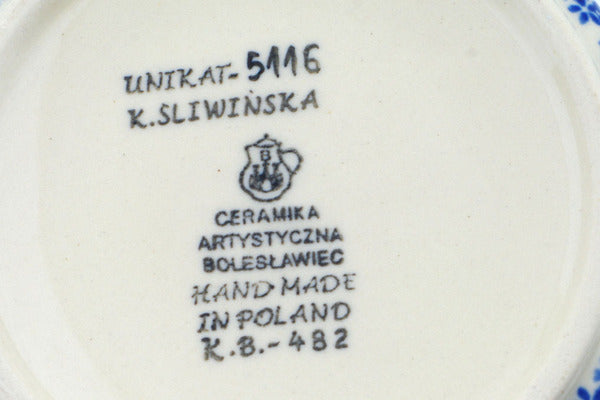 UNIKAT-5116
K.SLIWIŃSKA
B
CERAMIKA
ARTYSTYCZNA
BOLESŁAWIEC
HAND MADE
IN POLAND
K.B.-482